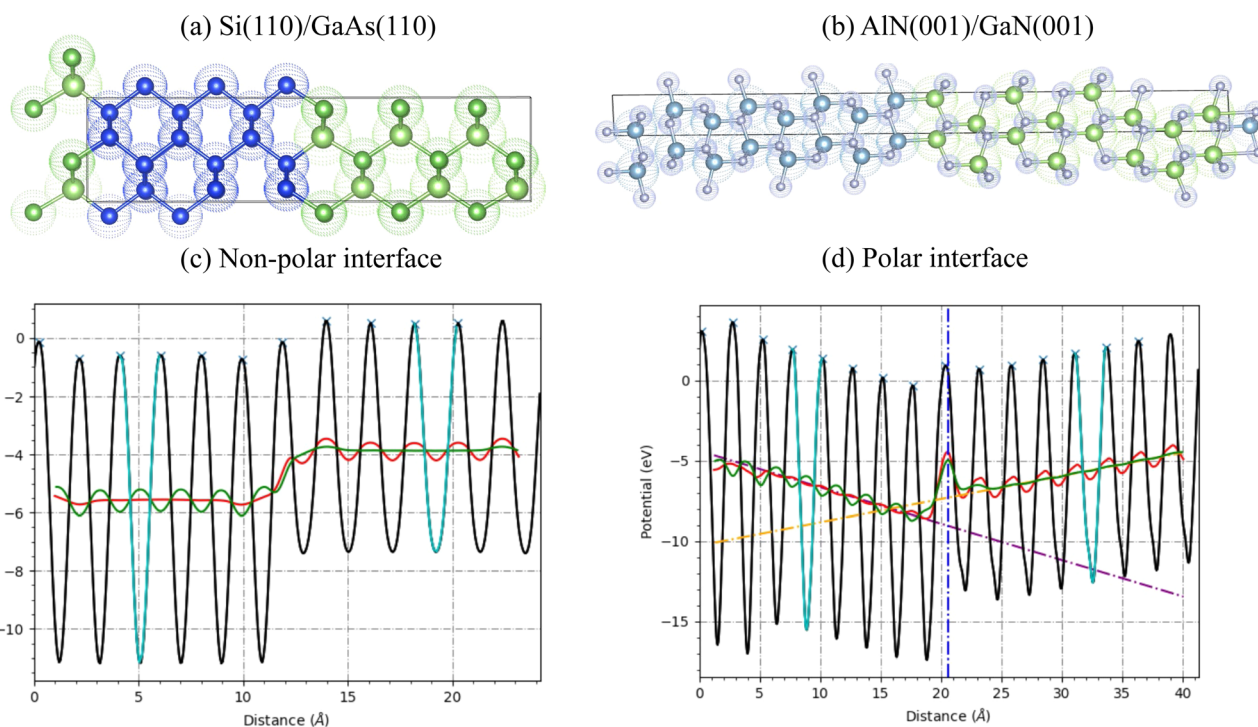 (a) Si(110)/GaAs(110)
(b) AlN(001)/GaN(001)
(c) Non-polar interface
(d) Polar interface
0
−2
−4
−6
−8
−10
0 5 10 15 20
Distance (Å)
Potential (eV)
0
−5
−10
−15
0 5 10 15 20 25 30 35 40
Distance (Å)